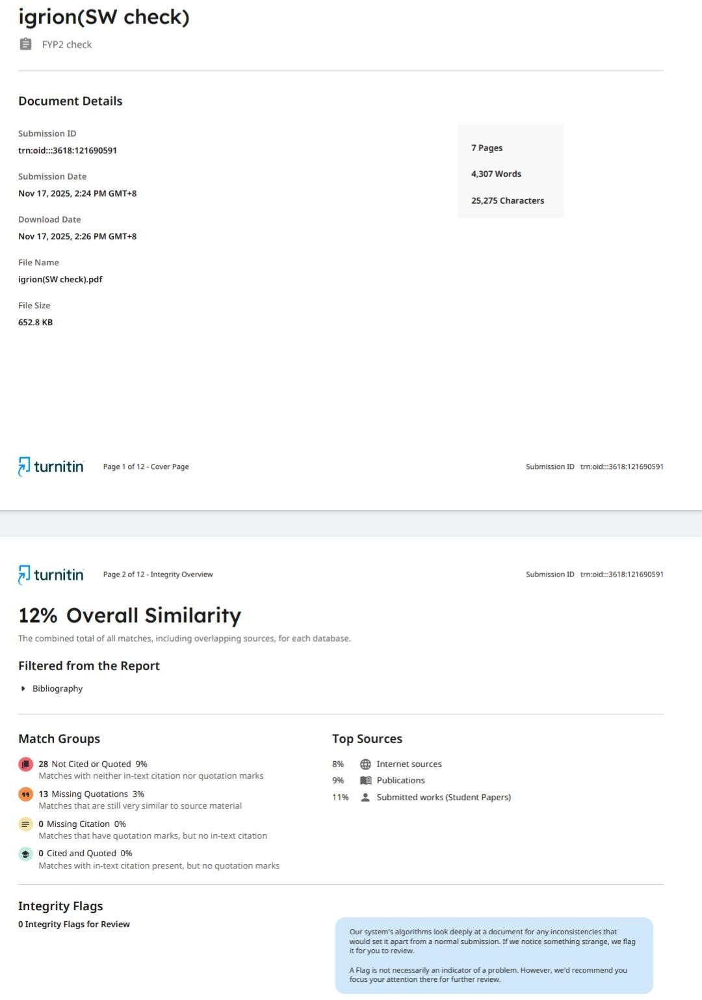 igrion(SW check)
FYP2 check
Document Details
Submission ID
trn:oid:::3618:121690591
Submission Date
Nov 17, 2025, 2:24 PM GMT+8
Download Date
Nov 17, 2025, 2:26 PM GMT+8
File Name
igrion(SW check).pdf
File Size
652.8 KB
7 Pages
4,307 Words
25,275 Characters
turnitin Page 1 of 12 - Cover Page Submission ID trn:oid:::3618:121690591
turnitin Page 2 of 12 - Integrity Overview Submission ID trn:oid:::3618:121690591
12% Overall Similarity
The combined total of all matches, including overlapping sources, for each database.
Filtered from the Report
Bibliography
Match Groups
28 Not Cited or Quoted 9%
Matches with neither in-text citation nor quotation marks
13 Missing Quotations 3%
Matches that are still very similar to source material
0 Missing Citation 0%
Matches that have quotation marks, but no in-text citation
0 Cited and Quoted 0%
Matches with in-text citation present, but no quotation marks
Top Sources
8% Internet sources
9% Publications
11% Submitted works (Student Papers)
Integrity Flags
0 Integrity Flags for Review
Our system's algorithms look deeply at a document for any inconsistencies that
would set it apart from a normal submission. If we notice something strange, we flag
it for you to review.
A Flag is not necessarily an indicator of a problem. However, we'd recommend you
focus your attention there for further review.